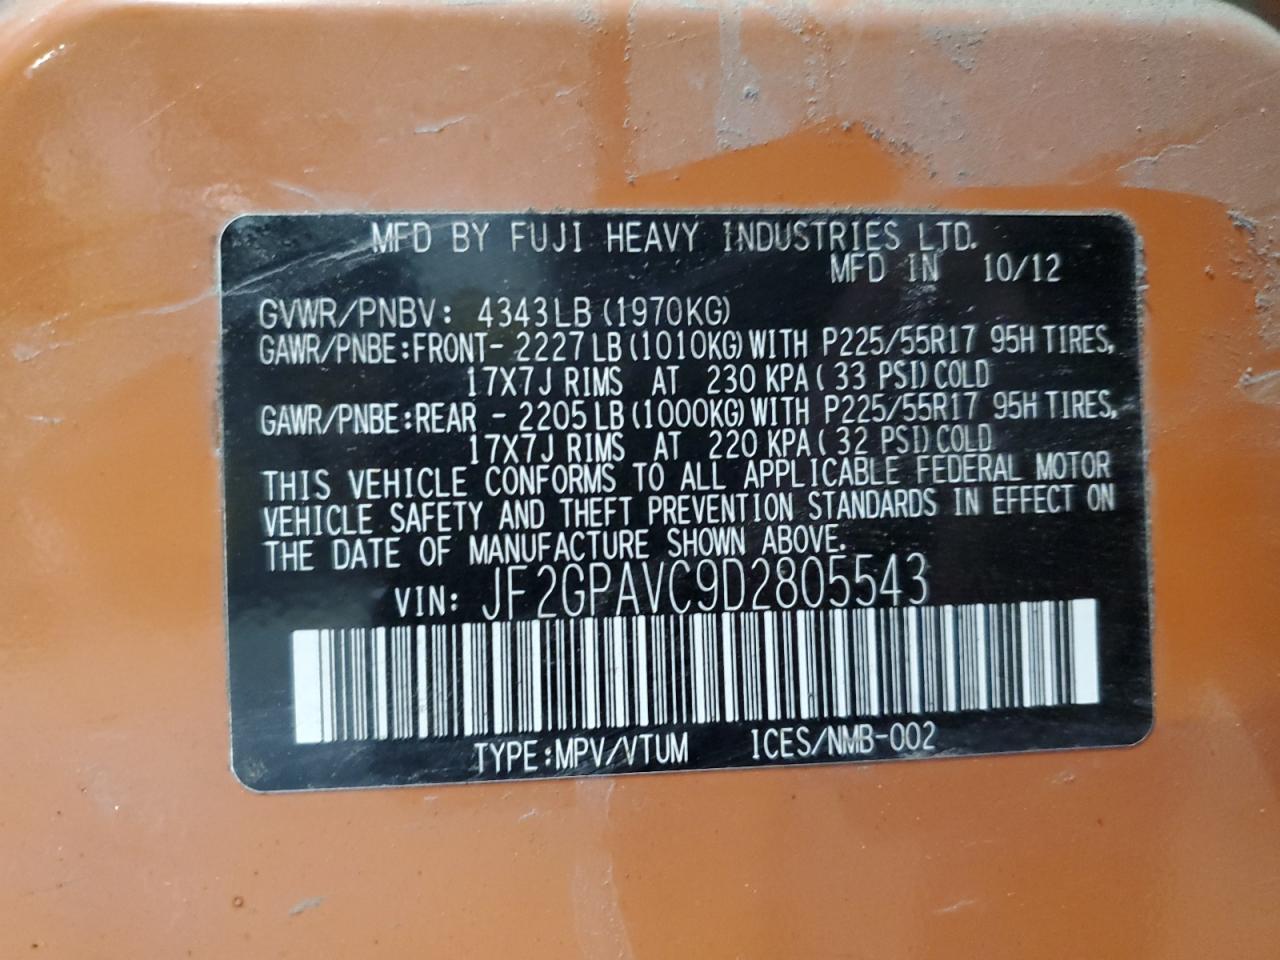 MFD BY FUJI HEAVY INDUSTRIES LTD.
MFD IN 10/12
GVWR/PNBV: 4343LB (1970KG)
GAWR/PNBE:FRONT- 2227LB(1010KG)WITH P225/55R17 95H TIRES,
17X7J RIMS AT 230 KPA( 33 PSI)COLD
GAWR/PNBE:REAR - 2205LB(1000KG)WITH P225/55R17 95H TIRES,
17X7J RIMS AT 220 KPA( 32 PSI)COLD
THIS VEHICLE CONFORMS TO ALL APPLICABLE FEDERAL MOTOR
VEHICLE SAFETY AND THEFT PREVENTION STANDARDS IN EFFECT ON
THE DATE OF MANUFACTURE SHOWN ABOVE.
VIN: JF2GPAVC9D2805543
TYPE:MPV/VTUM ICES/NMB-002